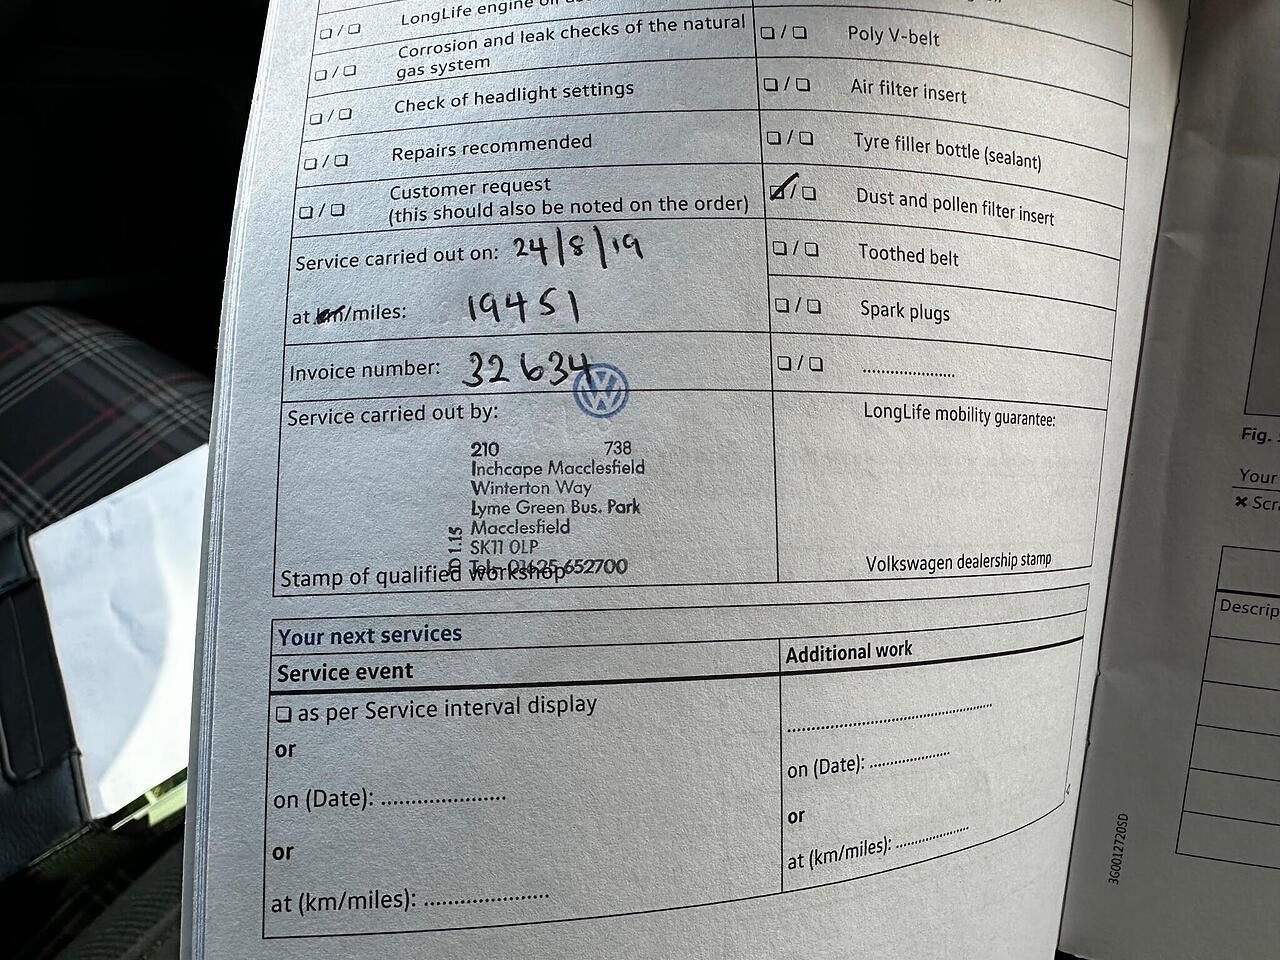 ❏ / ❏ LongLife engine oil
❏ / ❏ Corrosion and leak checks of the natural
gas system
❏ / ❏ Check of headlight settings
❏ / ❏ Repairs recommended
❏ / ❏ Customer request
(this should also be noted on the order)
❏ / ❏ Poly V-belt
❏ / ❏ Air filter insert
❏ / ❏ Tyre filler bottle (sealant)
☑ / ❏ Dust and pollen filter insert
❏ / ❏ Toothed belt
❏ / ❏ Spark plugs
❏ / ❏ .....................
Service carried out on: 24/8/19
at km/miles: 19451
Invoice number: 32634
Service carried out by:
VW
210 738
Inchcape Macclesfield
Winterton Way
Lyme Green Bus. Park
Macclesfield
SK11 0LP
Tel: 01625 652700
D 1.15
Stamp of qualified workshop
LongLife mobility guarantee:
Volkswagen dealership stamp
Your next services
Service event
❏ as per Service interval display
or
on (Date): ......................
or
at (km/miles): ......................
Additional work
....................................................
on (Date): .....................
or
at (km/miles): ...................
3G0012720SD
Fig.
Your
✖ Scr
Descrip